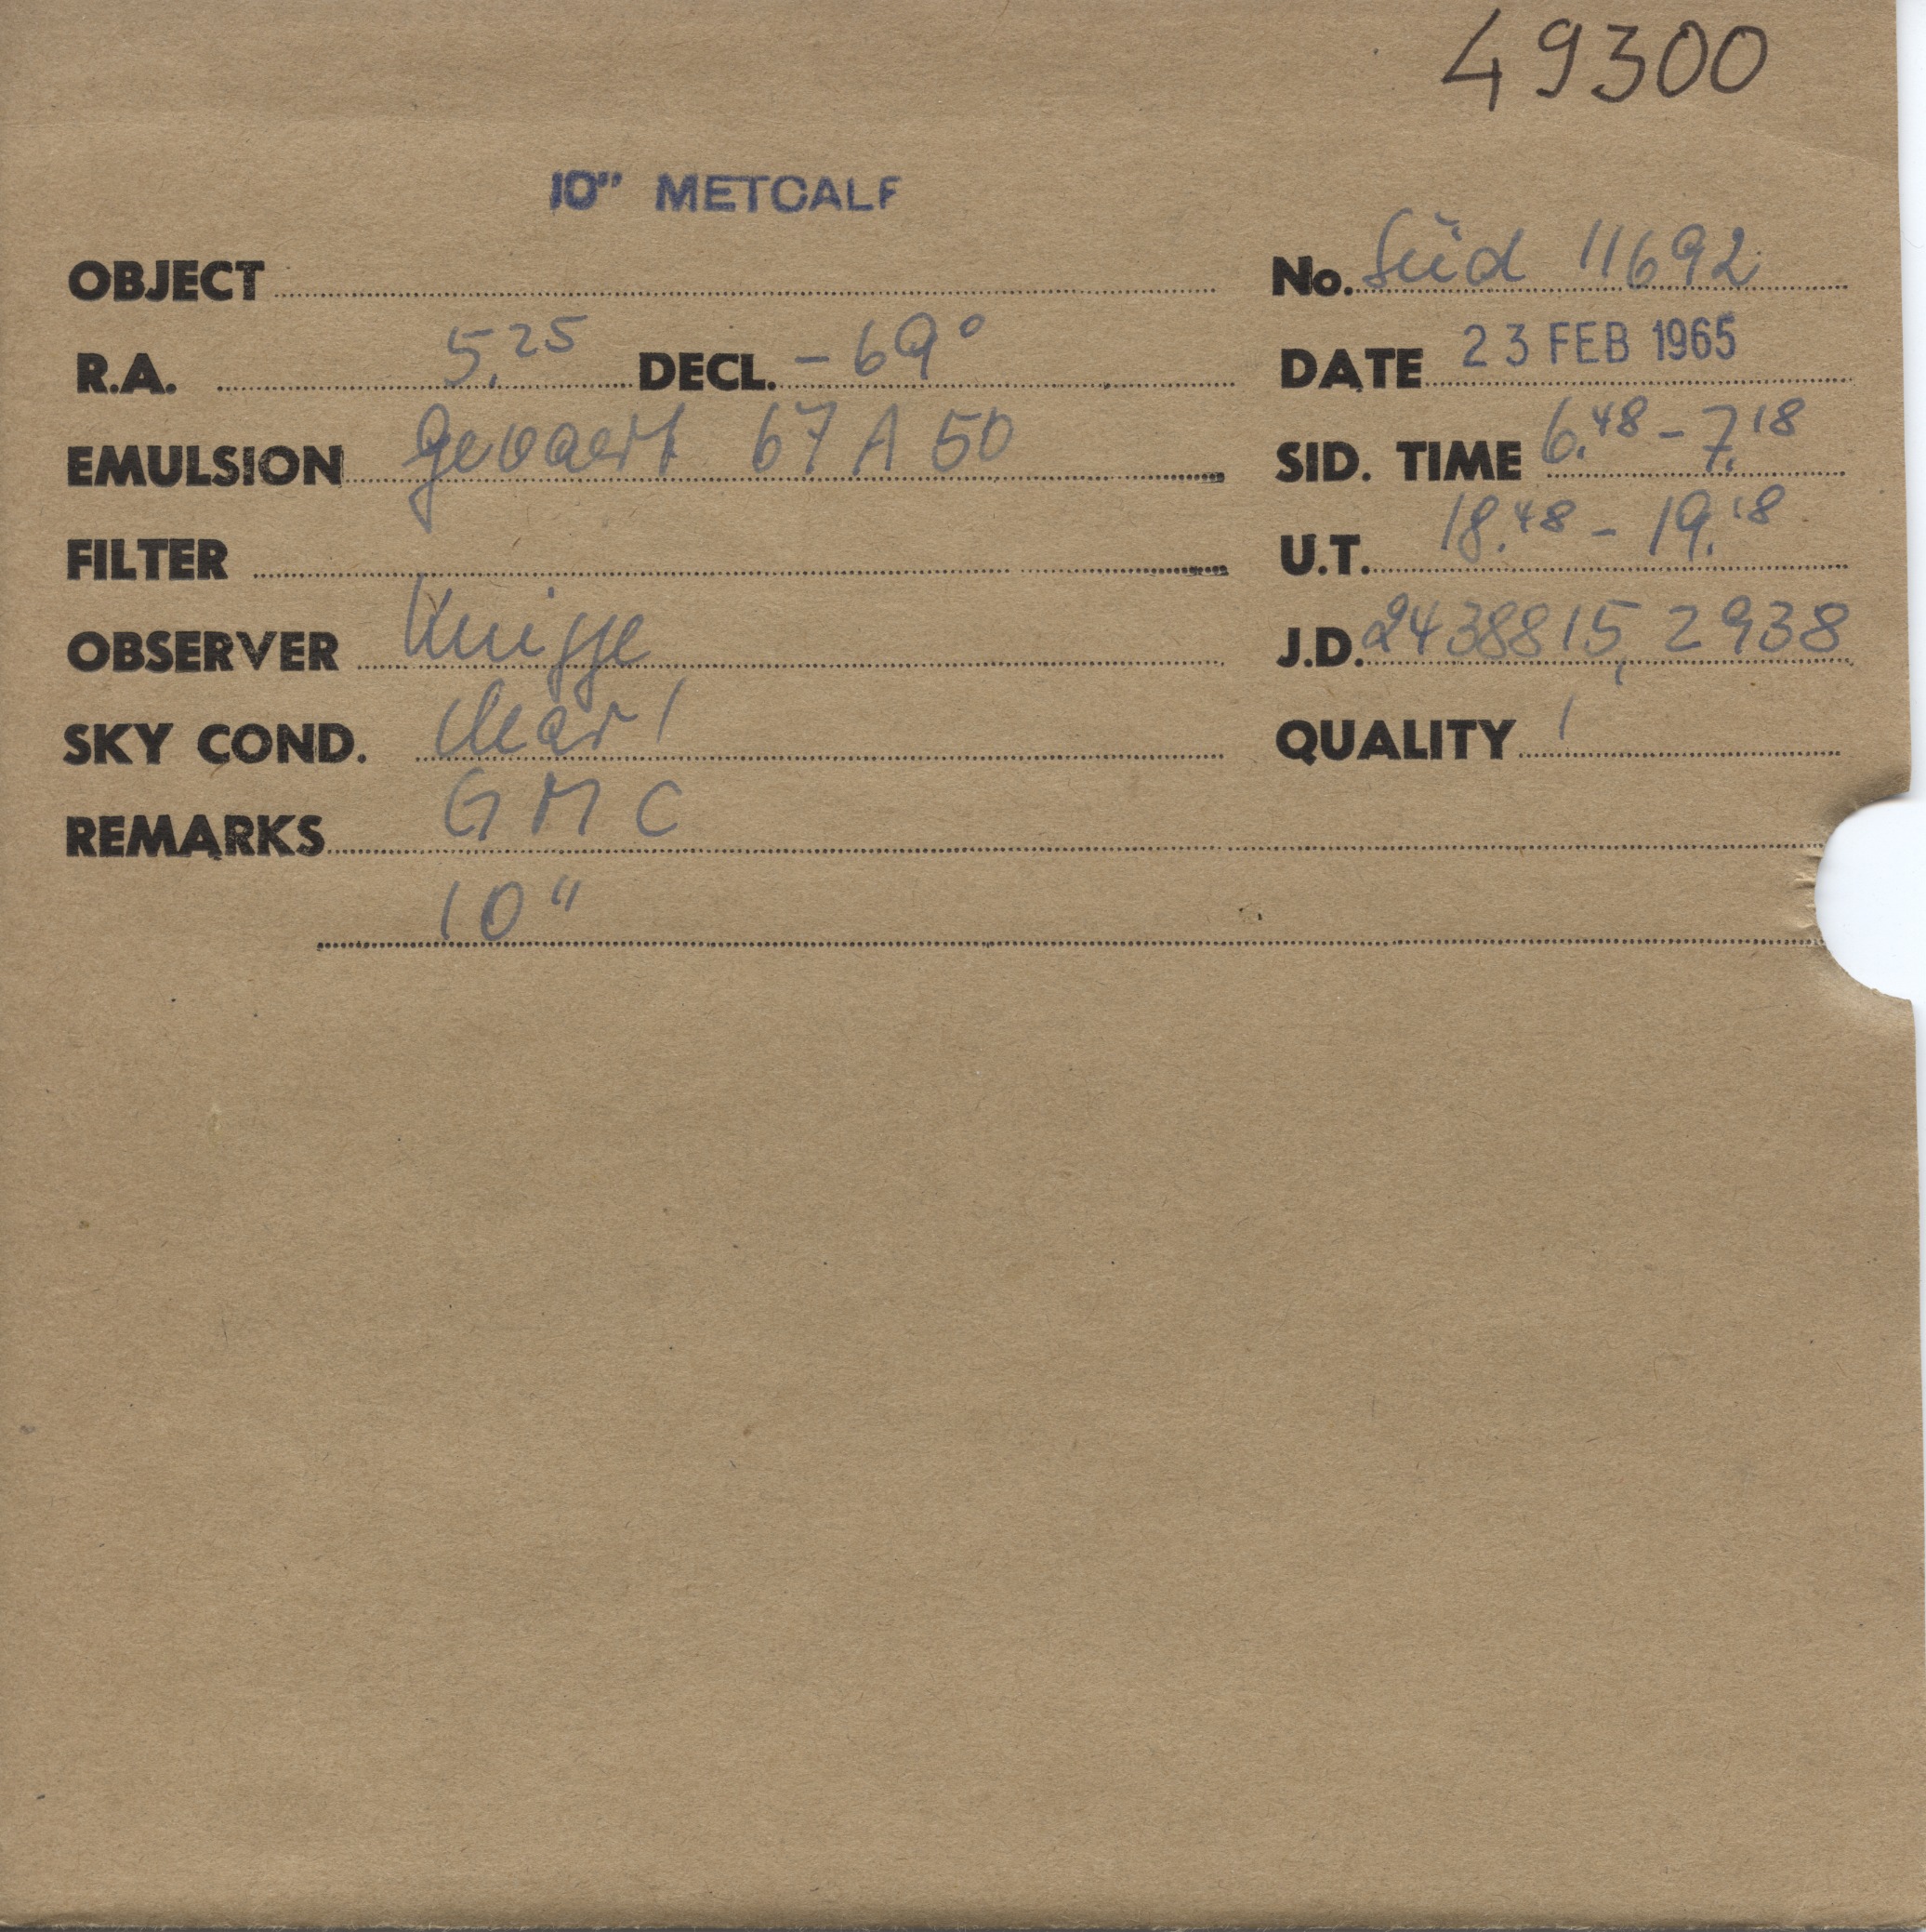 49300
10" METCALF
OBJECT No. Süd 11692
R.A. 5.25 DECL. -69° DATE 23 FEB 1965
EMULSION Gevaert 67 A 50 SID. TIME 6.48 - 7.18
FILTER U.T. 18.48 - 19.18
OBSERVER Knigge J.D. 2438815,2938
SKY COND. clear! QUALITY 1
REMARKS GMC
10"